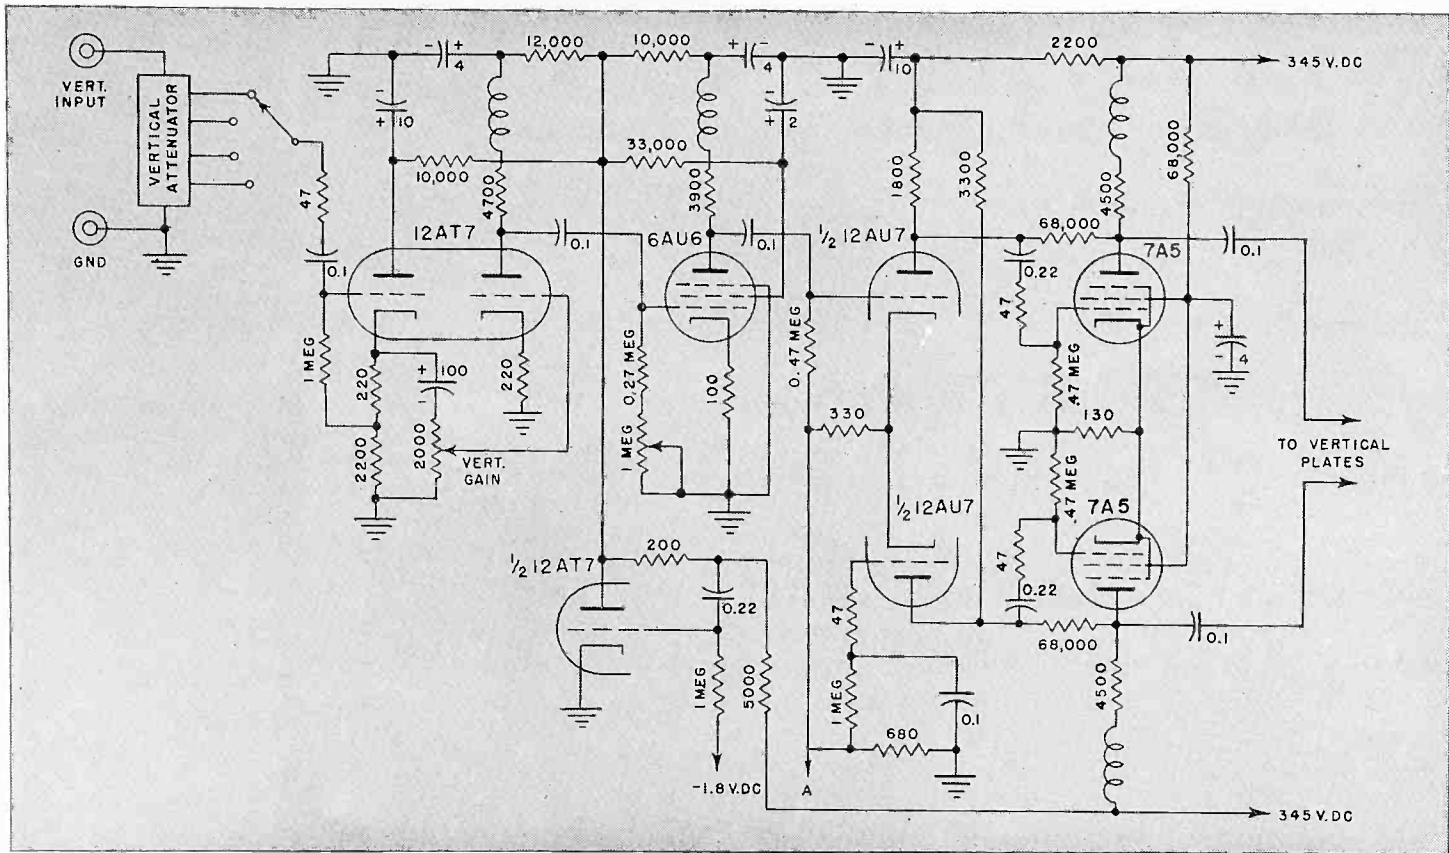 VERT.
INPUT
VERTICAL
ATTENUATOR
GND
47
0.1
1 MEG
- +
4
12,000
10,000
+ -
4
- +
10
2200
345 V.DC
-
+ 10
10,000
33,000
-
+ 2
4700
3900
1800
3300
4500
68,000
12AT7
0.1
6AU6
0.1
½ 12AU7
68,000
7A5
0.1
0.22
47
220
+ 100
-
220
2200
2000
VERT.
GAIN
0.27 MEG
1 MEG
100
0.47 MEG
330
.47 MEG
130
.47 MEG
+
- 4
TO VERTICAL
PLATES
½ 12AU7
7A5
½ 12AT7
200
0.22
1 MEG
5000
-1.8 V.DC
47
1 MEG
0.1
680
A
47
0.22
68,000
0.1
4500
345 V.DC